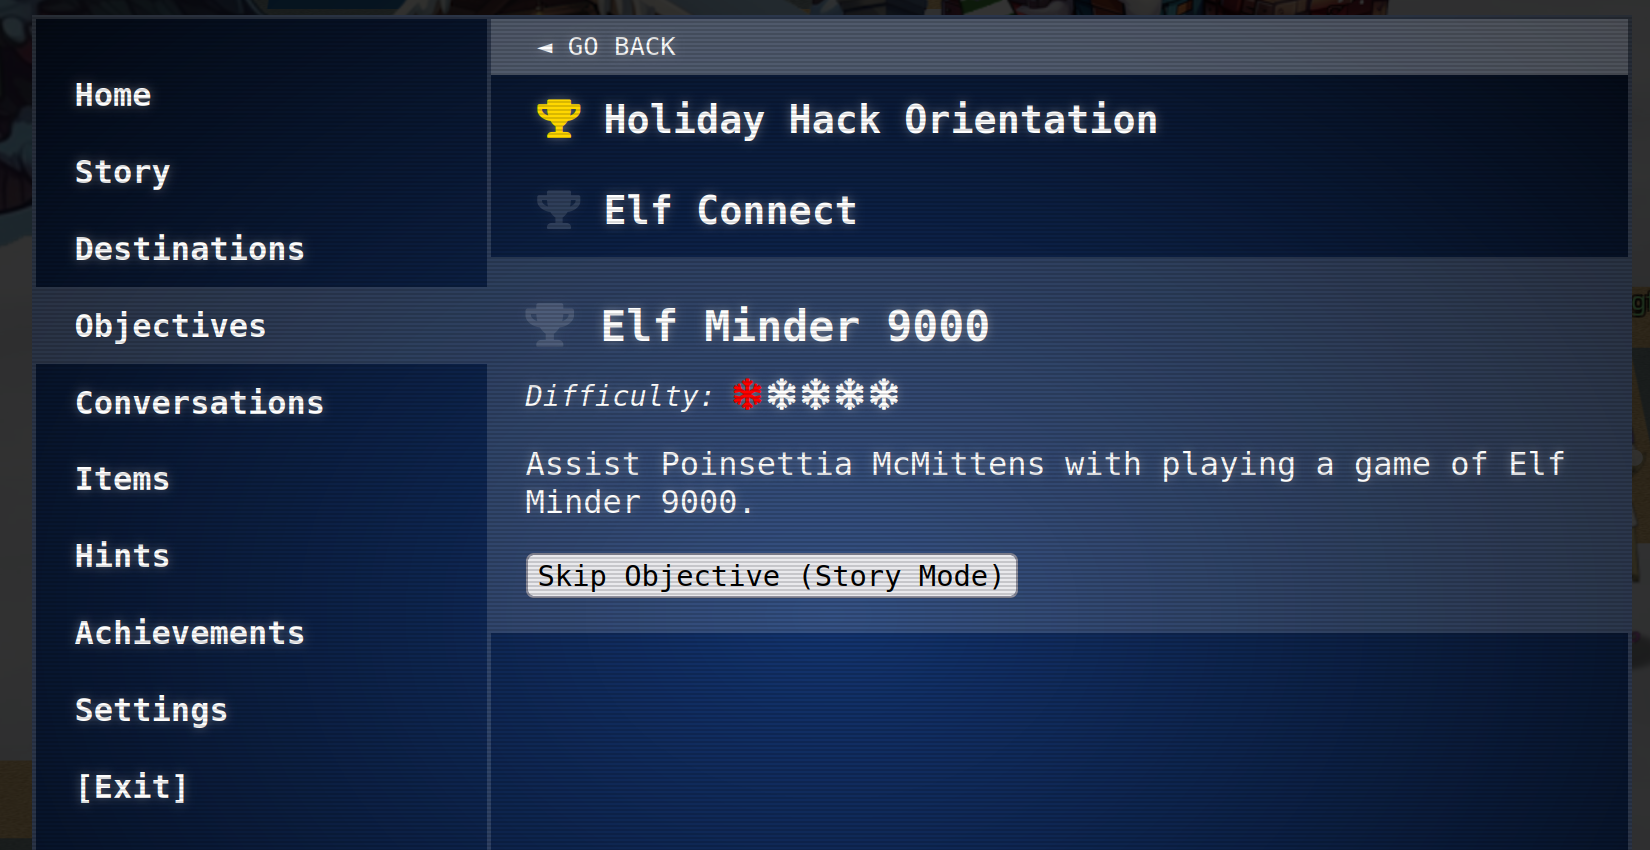 Home
Story
Destinations
Objectives
Conversations
Items
Hints
Achievements
Settings
[Exit]
◄ GO BACK
Holiday Hack Orientation
Elf Connect
Elf Minder 9000
Difficulty:
Assist Poinsettia McMittens with playing a game of Elf
Minder 9000.
Skip Objective (Story Mode)